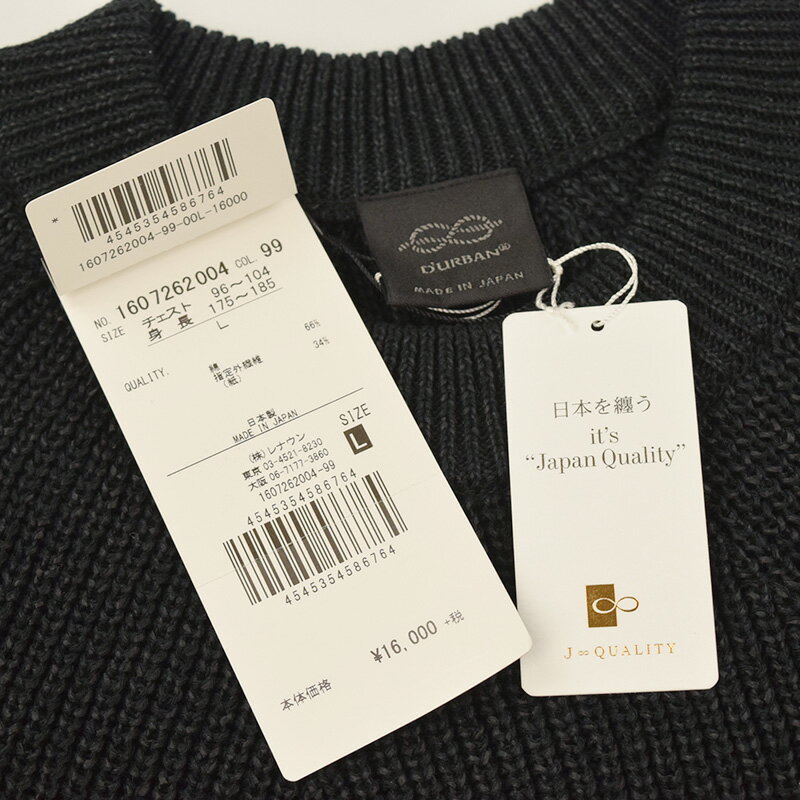 *
4545354586764
1607262004-99-00L-16000
NO. 1607262004 COL. 99
SIZE チェスト 96～104
身長 175～185
L
QUALITY. 綿 66%
指定外繊維 34%
(紙)
日本製
MADE IN JAPAN
(株)レナウン
東京 03-4521-8230
大阪 06-7177-3860
1607262004-99
SIZE
L
4545354586764
4545354586764
¥16,000 +税
本体価格
D'URBAN®
MADE IN JAPAN
日本を纏う
it's
“Japan Quality”
J∞QUALITY